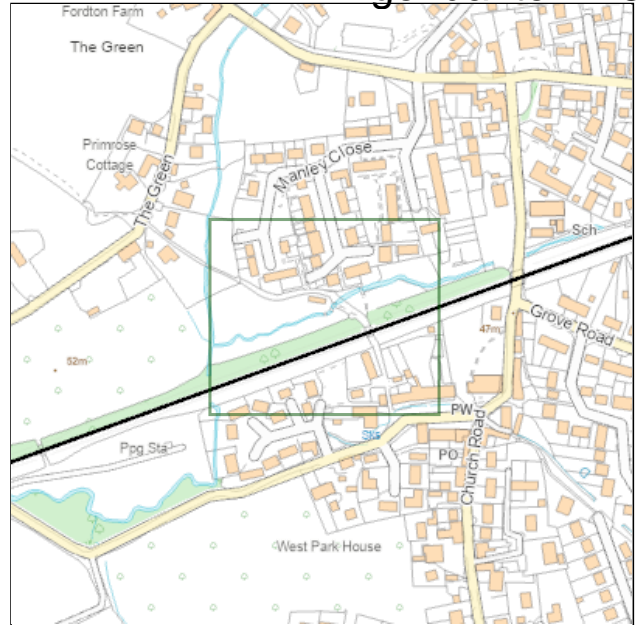 Fordton Farm
The Green
Primrose
Cottage
Manley Close
The Green
Sch
Grove Road
47m
52m
PW
Church Road
PO
Ppg Sta
West Park House